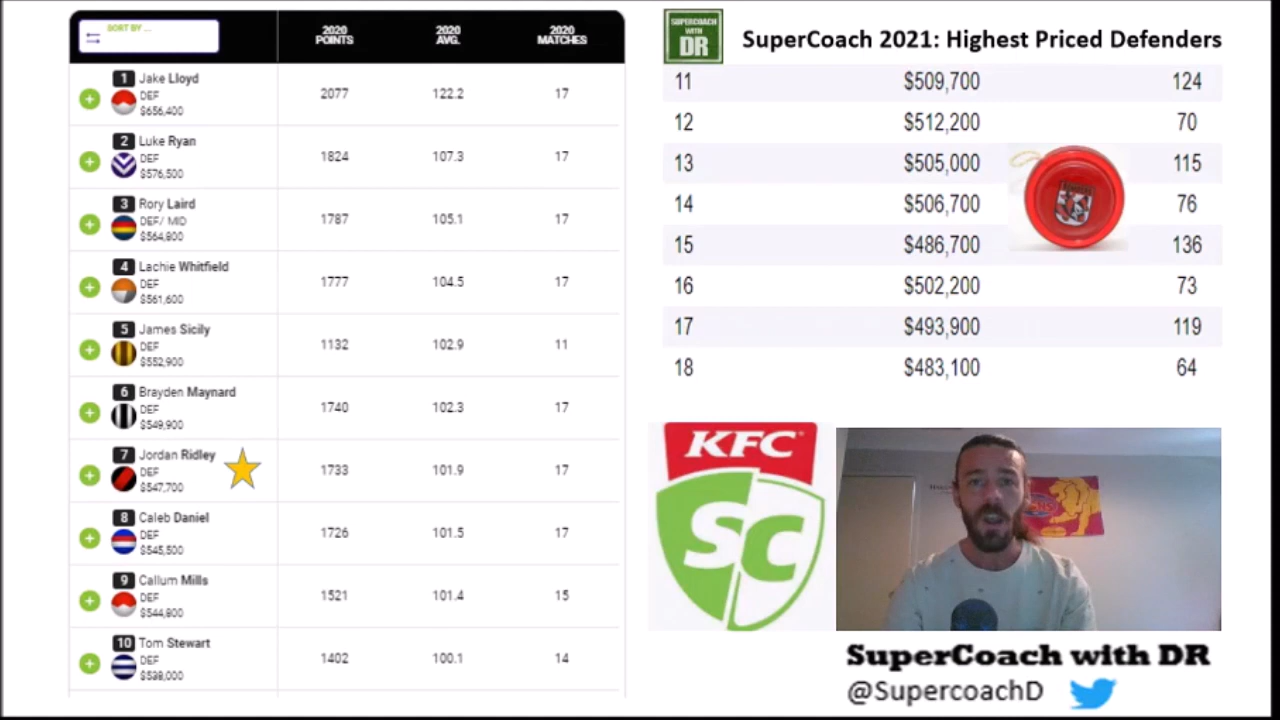 SORT BY ...
2020 POINTS
2020 AVG.
2020 MATCHES
1 Jake Lloyd
DEF
$656,400
2077 122.2 17
2 Luke Ryan
DEF
$576,500
1824 107.3 17
3 Rory Laird
DEF/ MID
$564,800
1787 105.1 17
4 Lachie Whitfield
DEF
$561,600
1777 104.5 17
5 James Sicily
DEF
$552,900
1132 102.9 11
6 Brayden Maynard
DEF
$549,900
1740 102.3 17
7 Jordan Ridley
DEF
$547,700
1733 101.9 17
8 Caleb Daniel
DEF
$545,500
1726 101.5 17
9 Callum Mills
DEF
$544,800
1521 101.4 15
10 Tom Stewart
DEF
$538,000
1402 100.1 14
SUPERCOACH
WITH
DR
SuperCoach 2021: Highest Priced Defenders
11 $509,700 124
12 $512,200 70
13 $505,000 115
14 $506,700 76
15 $486,700 136
16 $502,200 73
17 $493,900 119
18 $483,100 64
KFC
SC
SuperCoach with DR
@SupercoachD